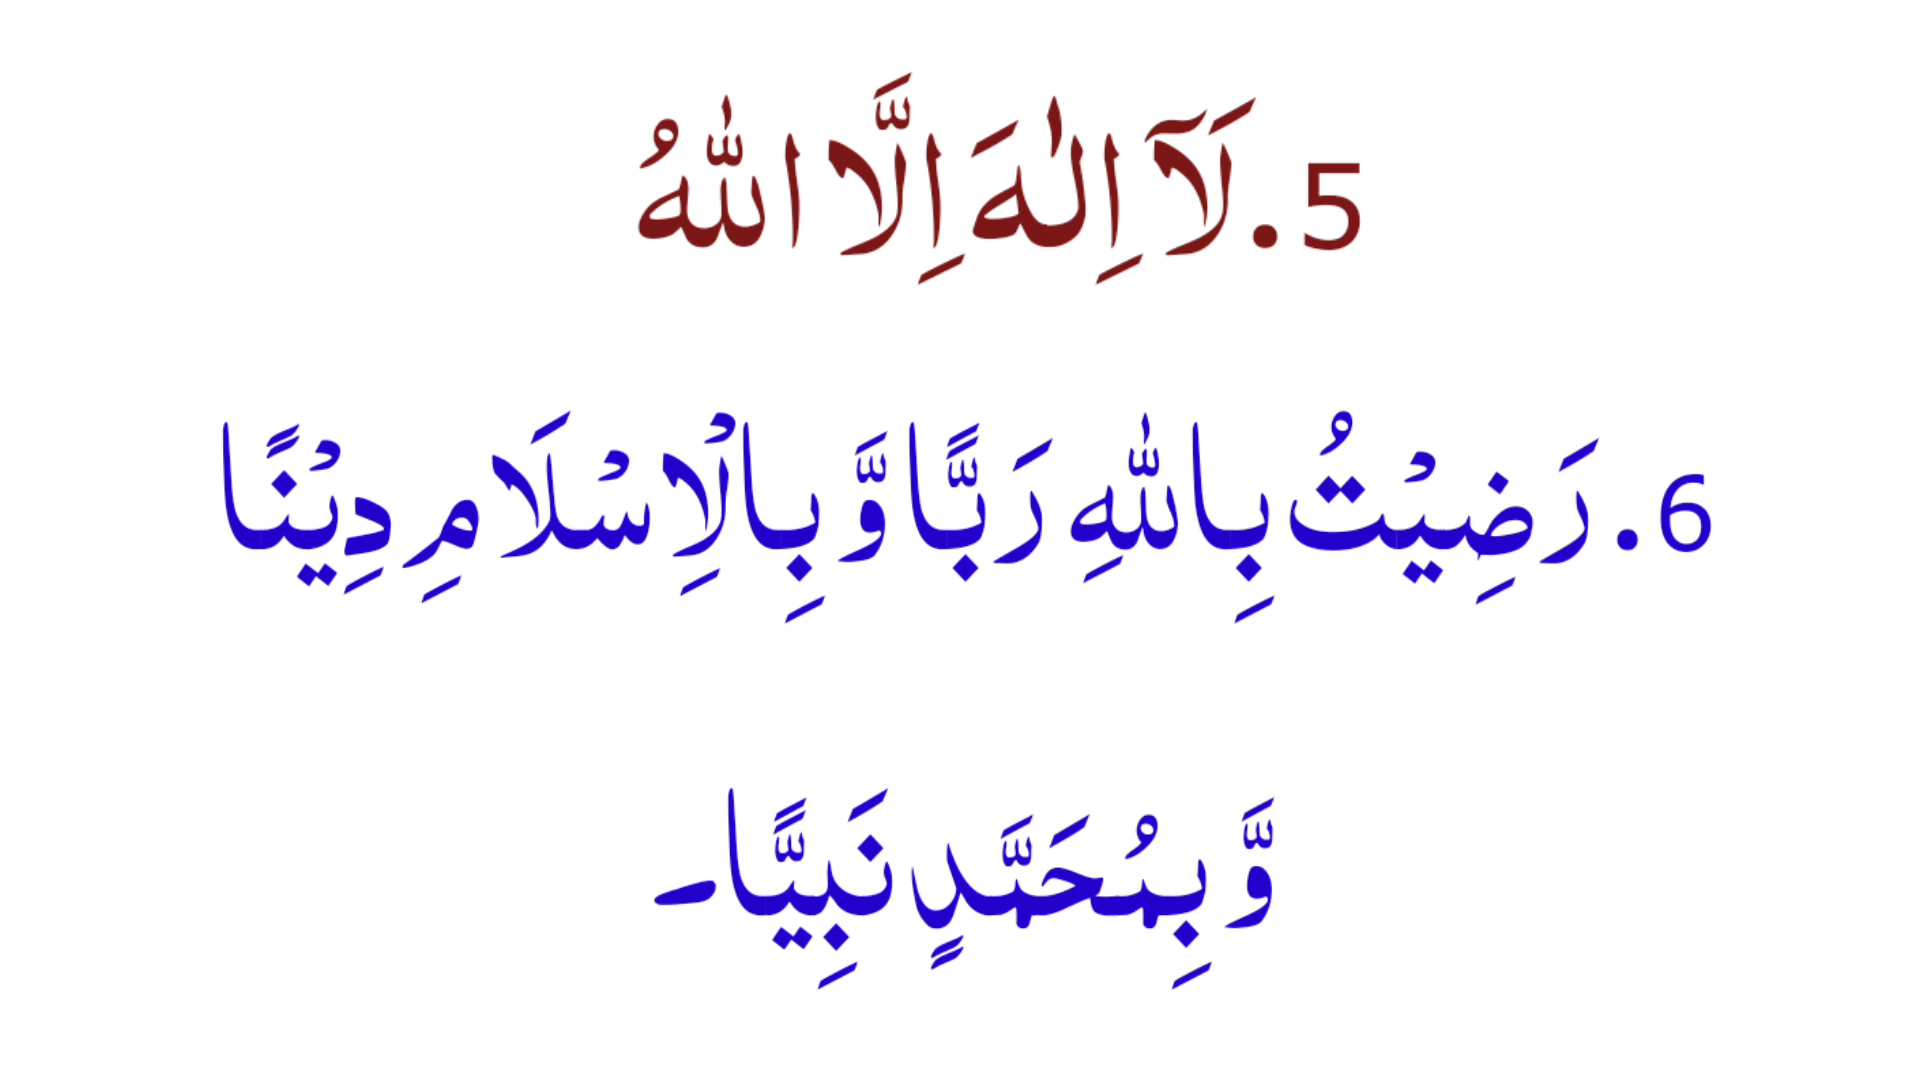 5. لَآ اِلٰهَ اِلَّا اللّٰهُ
6. رَضِيْتُ بِاللّٰهِ رَبًّا وَّ بِالْاِسْلَامِ دِيْنًا
وَّ بِمُحَمَّدٍ نَبِيًّا۔